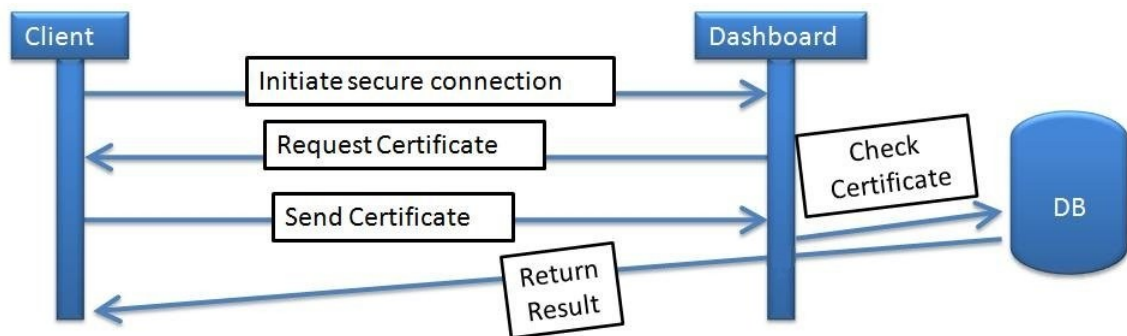 Client
Dashboard
Initiate secure connection
Request Certificate
Check
Certificate
Send Certificate
DB
Return
Result